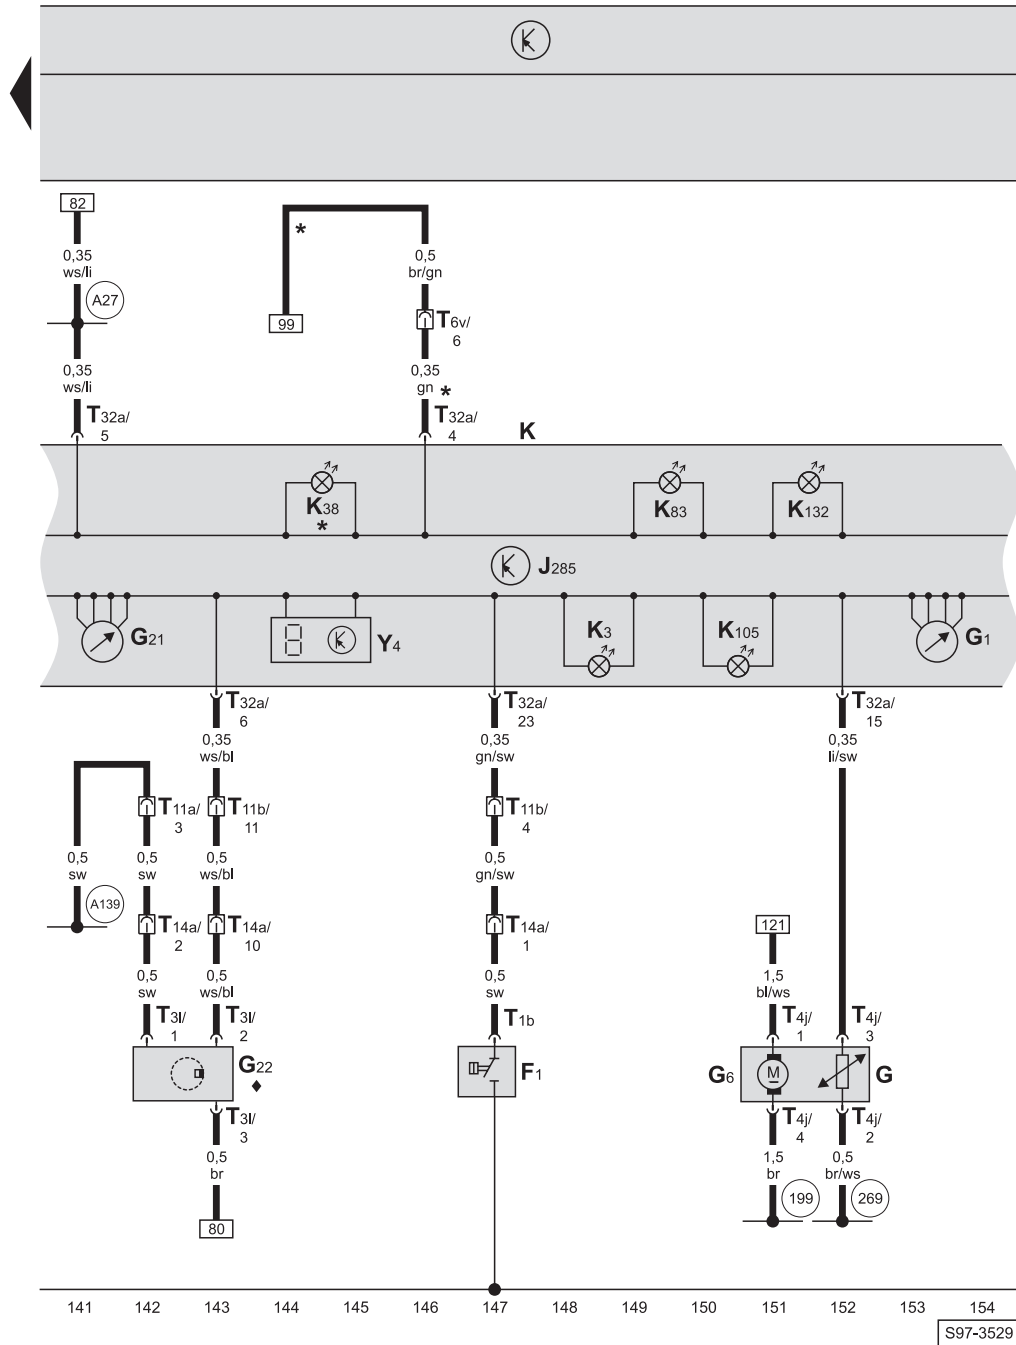 82
0,35
ws/li
A27
0,35
ws/li
T32a/
5
*
99
0,5
br/gn
T6v/
6
0,35
gn *
T32a/
4
K
K38
*
K83
K132
J285
G21
Y4
K3
K105
G1
T32a/
6
T32a/
23
T32a/
15
0,35
ws/bl
0,35
gn/sw
0,35
li/sw
T11a/
3
T11b/
11
T11b/
4
0,5
sw
0,5
sw
0,5
ws/bl
0,5
gn/sw
A139
T14a/
2
T14a/
10
T14a/
1
121
0,5
sw
0,5
ws/bl
0,5
sw
1,5
bl/ws
T3l/
1
T3l/
2
T1b
T4j/
1
T4j/
3
G22
F1
G6
M
G
T3l/
3
T4j/
4
T4j/
2
0,5
br
1,5
br
0,5
br/ws
199
269
80
141 142 143 144 145 146 147 148 149 150 151 152 153 154
S97-3529